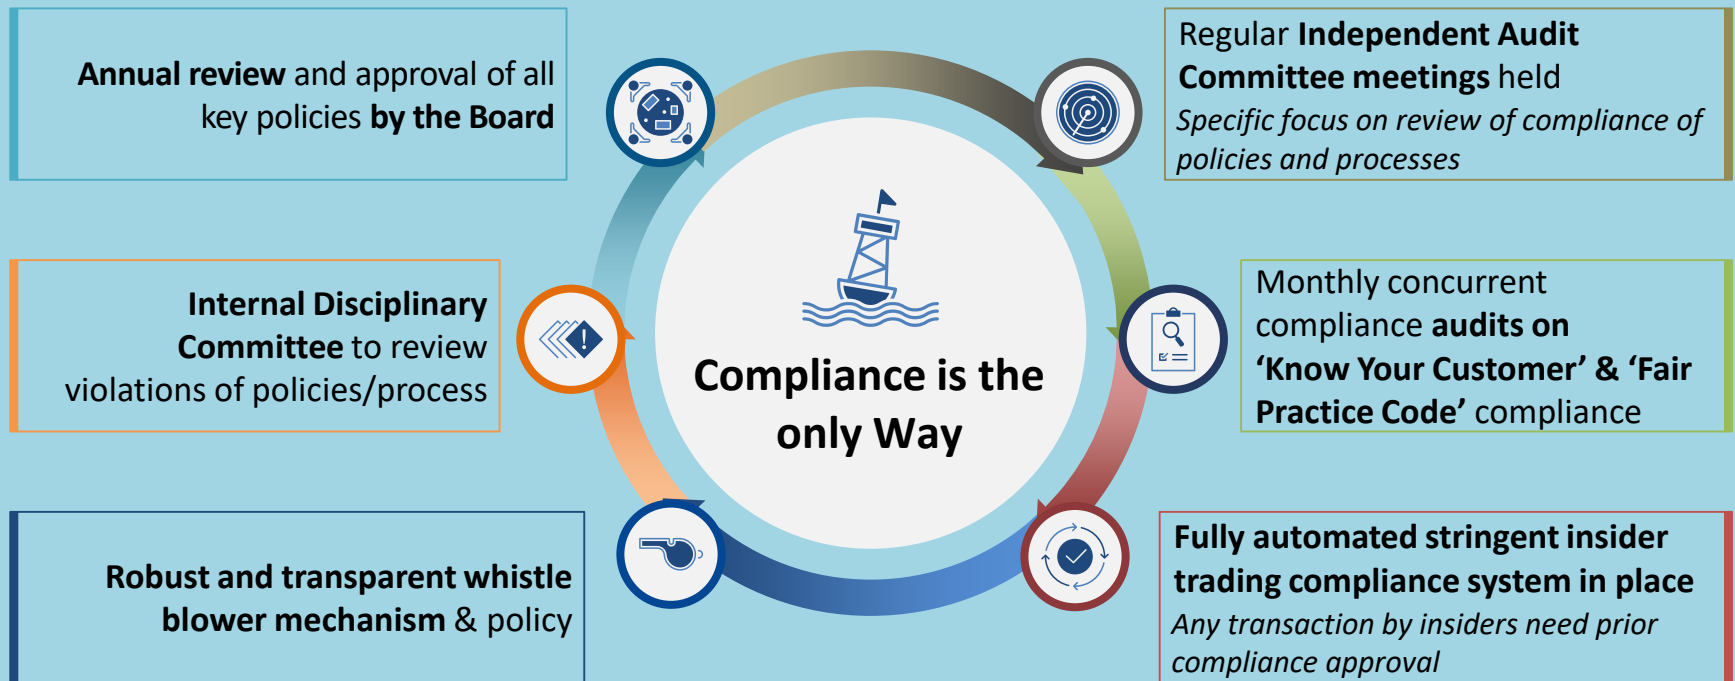 Annual review and approval of all
key policies by the Board
Regular Independent Audit
Committee meetings held
Specific focus on review of compliance of
policies and processes
Internal Disciplinary
Committee to review
violations of policies/process
Compliance is the
only Way
Monthly concurrent
compliance audits on
‘Know Your Customer’ & ‘Fair
Practice Code’ compliance
Robust and transparent whistle
blower mechanism & policy
Fully automated stringent insider
trading compliance system in place
Any transaction by insiders need prior
compliance approval